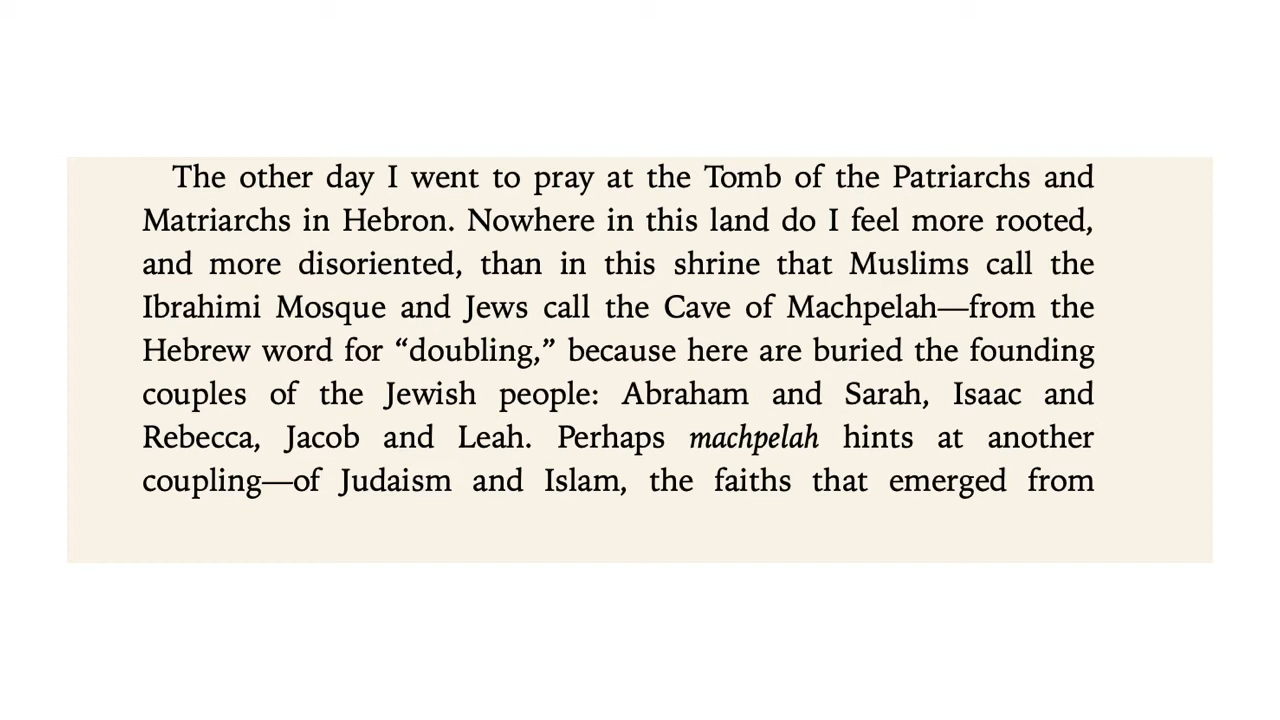 The other day I went to pray at the Tomb of the Patriarchs and
Matriarchs in Hebron. Nowhere in this land do I feel more rooted,
and more disoriented, than in this shrine that Muslims call the
Ibrahimi Mosque and Jews call the Cave of Machpelah—from the
Hebrew word for “doubling,” because here are buried the founding
couples of the Jewish people: Abraham and Sarah, Isaac and
Rebecca, Jacob and Leah. Perhaps machpelah hints at another
coupling—of Judaism and Islam, the faiths that emerged from